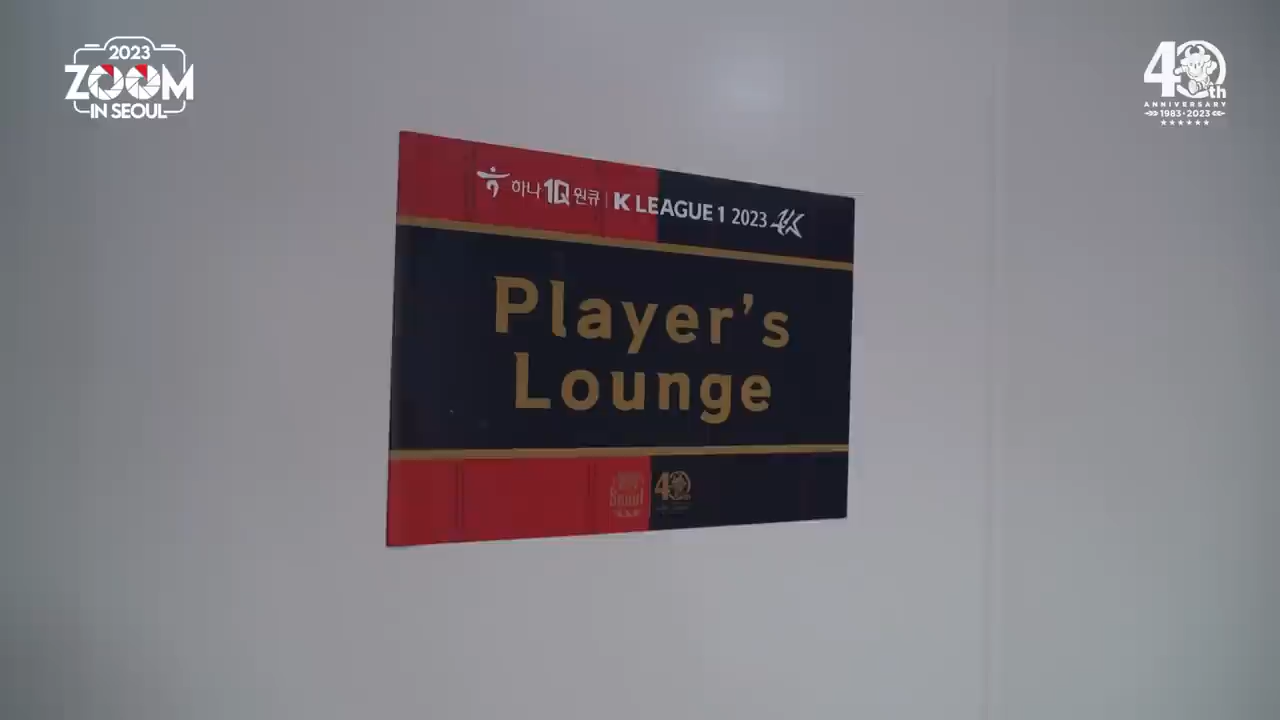 2023
ZOOM
IN SEOUL
40th
ANNIVERSARY
1983·2023
하나 1Q 원큐 | K LEAGUE 1 2023
Player's
Lounge
Seoul 40